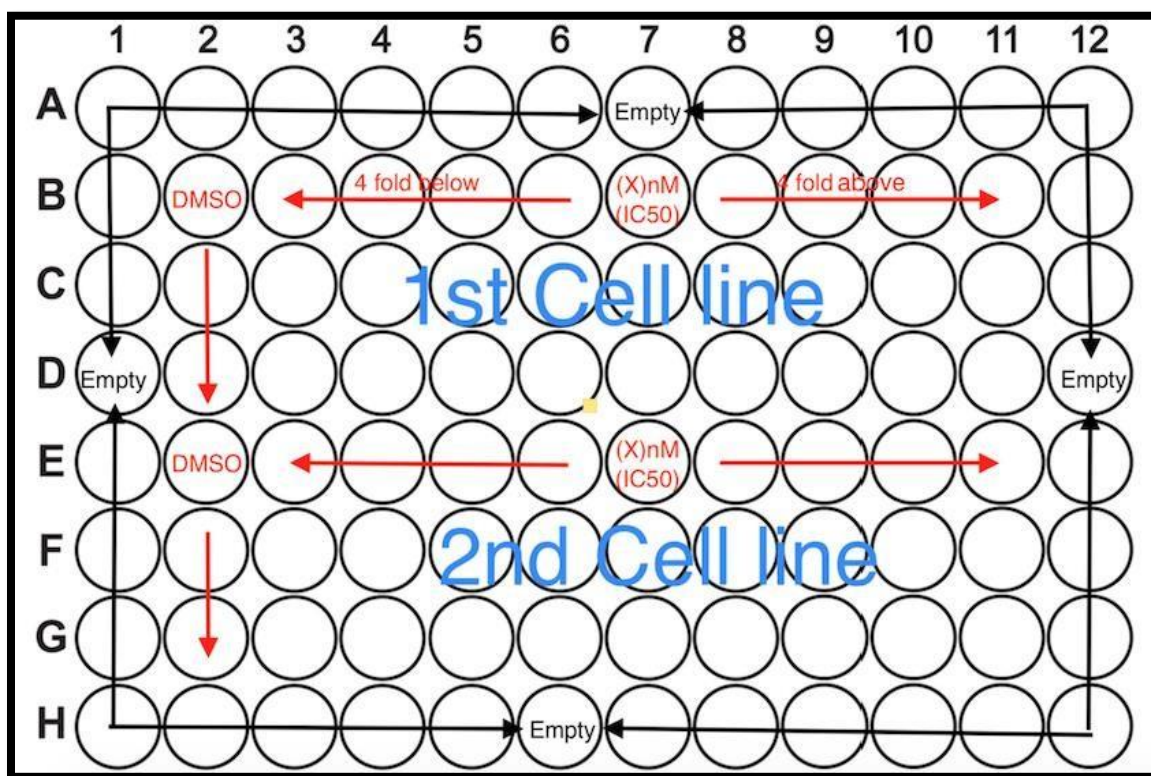 1 2 3 4 5 6 7 8 9 10 11 12
A Empty
B DMSO 4 fold below (X)nM 4 fold above
(IC50)
C 1st Cell line
D Empty Empty
E DMSO (X)nM
(IC50)
F 2nd Cell line
G
H Empty